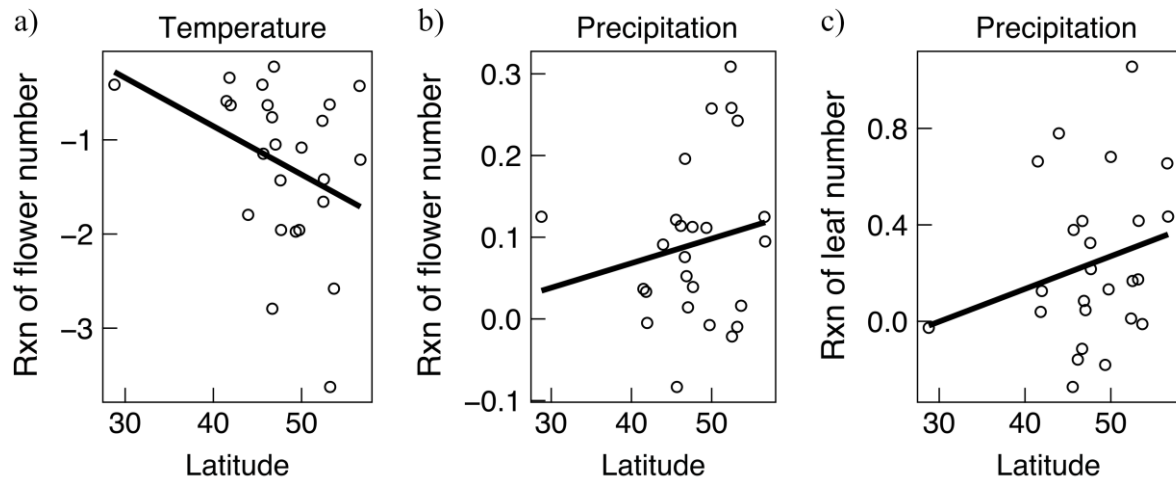 a)
Temperature
Rxn of flower number
−1
−2
−3
30
40
50
Latitude
b)
Precipitation
Rxn of flower number
0.3
0.2
0.1
0.0
−0.1
30
40
50
Latitude
c)
Precipitation
Rxn of leaf number
0.8
0.4
0.0
30
40
50
Latitude